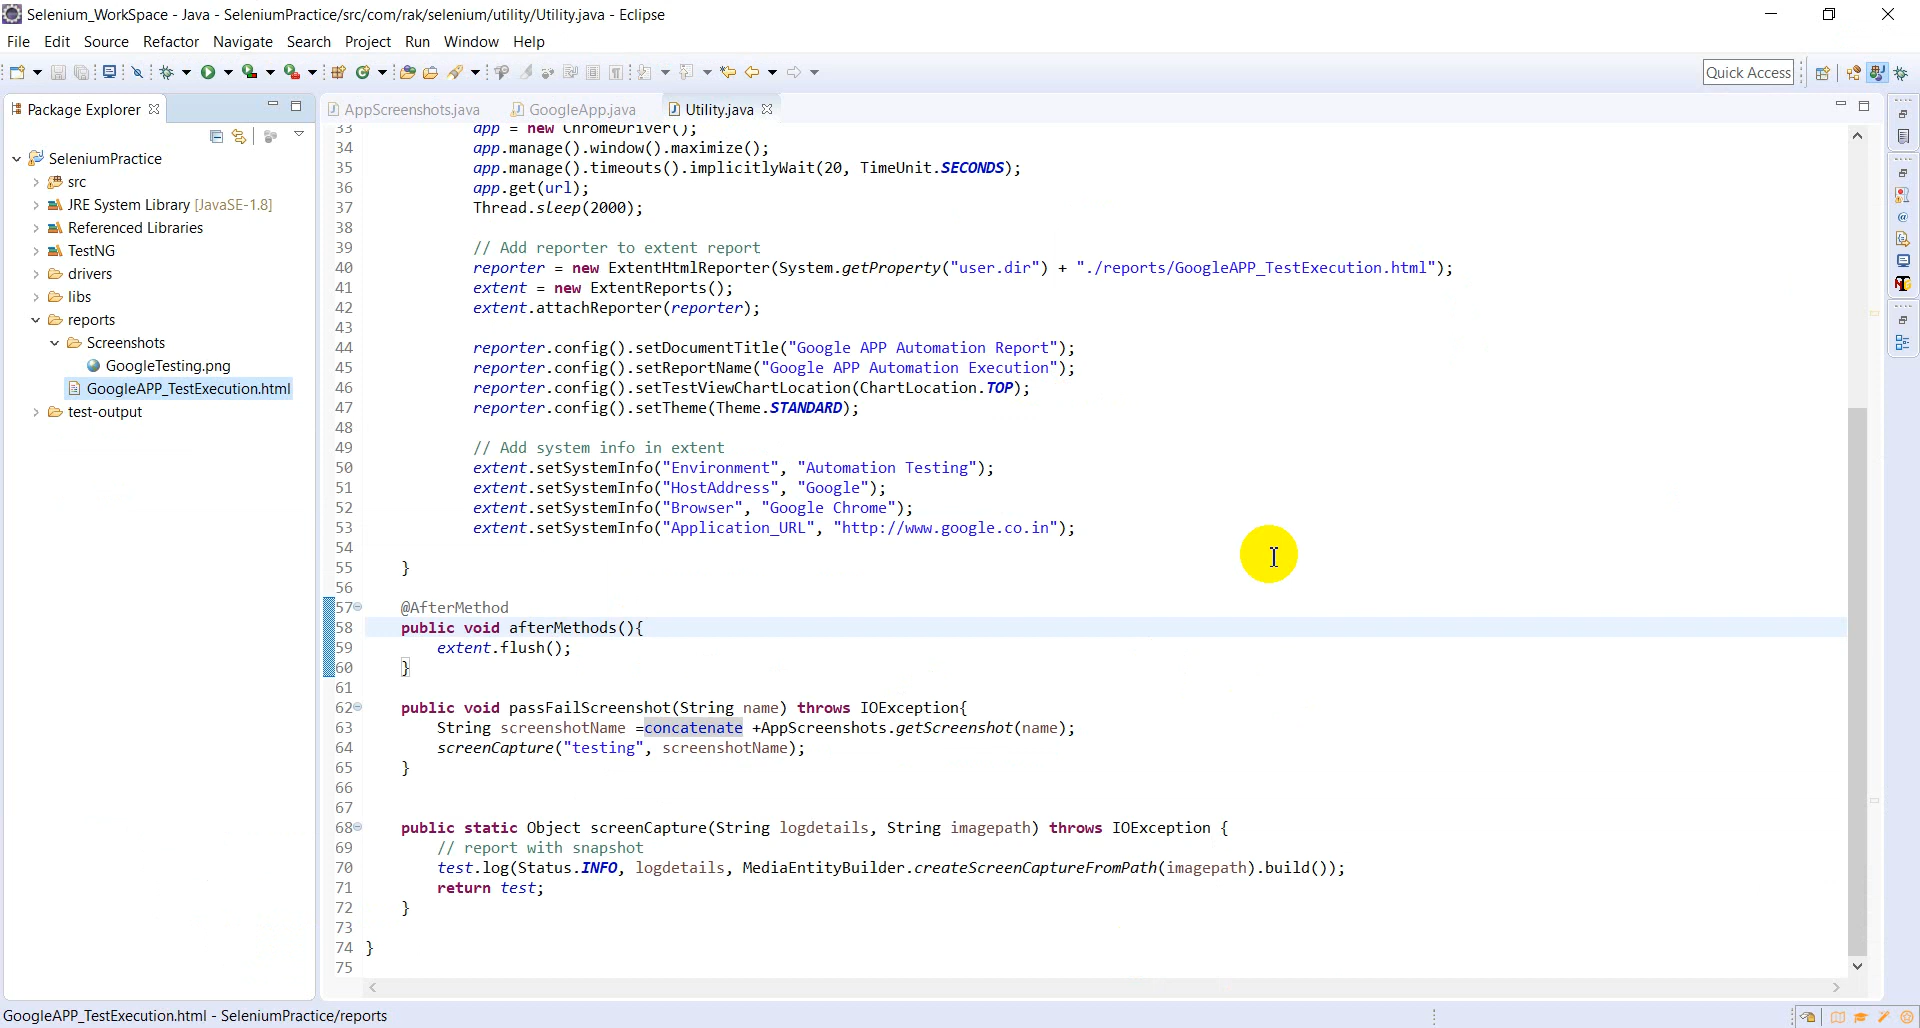 Selenium_WorkSpace - Java - SeleniumPractice/src/com/rak/selenium/utility/Utility.java - Eclipse
File Edit Source Refactor Navigate Search Project Run Window Help
Quick Access
Package Explorer
AppScreenshots.java GoogleApp.java Utility.java
SeleniumPractice
src
JRE System Library [JavaSE-1.8]
Referenced Libraries
TestNG
drivers
libs
reports
Screenshots
GoogleTesting.png
GoogleAPP_TestExecution.html
test-output
33 app = new ChromeDriver();
34 app.manage().window().maximize();
35 app.manage().timeouts().implicitlyWait(20, TimeUnit.SECONDS);
36 app.get(url);
37 Thread.sleep(2000);
38
39 // Add reporter to extent report
40 reporter = new ExtentHtmlReporter(System.getProperty("user.dir") + "./reports/GoogleAPP_TestExecution.html");
41 extent = new ExtentReports();
42 extent.attachReporter(reporter);
43
44 reporter.config().setDocumentTitle("Google APP Automation Report");
45 reporter.config().setReportName("Google APP Automation Execution");
46 reporter.config().setTestViewChartLocation(ChartLocation.TOP);
47 reporter.config().setTheme(Theme.STANDARD);
48
49 // Add system info in extent
50 extent.setSystemInfo("Environment", "Automation Testing");
51 extent.setSystemInfo("HostAddress", "Google");
52 extent.setSystemInfo("Browser", "Google Chrome");
53 extent.setSystemInfo("Application_URL", "http://www.google.co.in");
54
55 }
56
57 @AfterMethod
58 public void afterMethods(){
59 extent.flush();
60 }
61
62 public void passFailScreenshot(String name) throws IOException{
63 String screenshotName =concatenate +AppScreenshots.getScreenshot(name);
64 screenCapture("testing", screenshotName);
65 }
66
67
68 public static Object screenCapture(String logdetails, String imagepath) throws IOException {
69 // report with snapshot
70 test.log(Status.INFO, logdetails, MediaEntityBuilder.createScreenCaptureFromPath(imagepath).build());
71 return test;
72 }
73
74 }
75
GoogleAPP_TestExecution.html - SeleniumPractice/reports